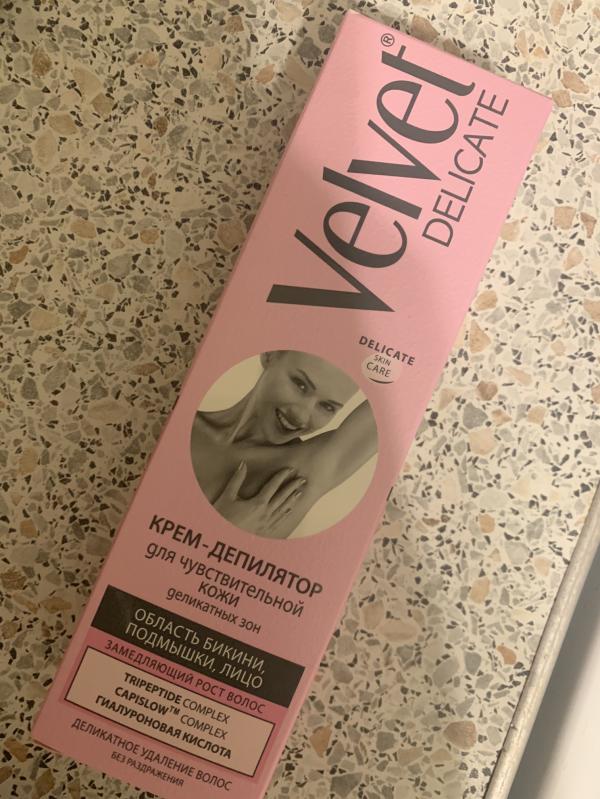 Velvet®
DELICATE
DELICATE
SKIN
CARE
КРЕМ-ДЕПИЛЯТОР
для чувствительной
кожи
деликатных зон
ОБЛАСТЬ БИКИНИ,
ПОДМЫШКИ, ЛИЦО
ЗАМЕДЛЯЮЩИЙ РОСТ ВОЛОС
TRIPEPTIDE COMPLEX
CAPISLOW™ COMPLEX
ГИАЛУРОНОВАЯ КИСЛОТА
ДЕЛИКАТНОЕ УДАЛЕНИЕ ВОЛОС
БЕЗ РАЗДРАЖЕНИЯ